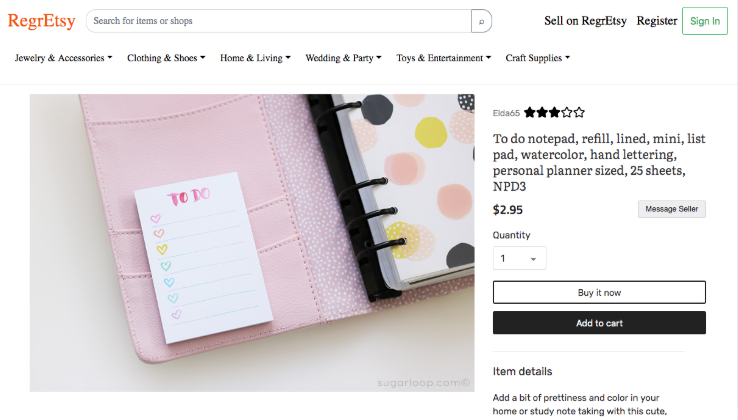 RegrEtsy
Search for items or shops
Sell on RegrEtsy Register Sign In
Jewelry & Accessories Clothing & Shoes Home & Living Wedding & Party Toys & Entertainment Craft Supplies
TO DO
sugarloop.com©
Elda65
To do notepad, refill, lined, mini, list
pad, watercolor, hand lettering,
personal planner sized, 25 sheets,
NPD3
$2.95
Message Seller
Quantity
1
Buy it now
Add to cart
Item details
Add a bit of prettiness and color in your
home or study note taking with this cute,